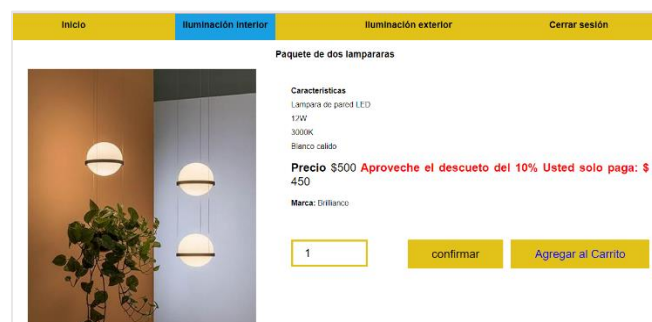 Inicio
Iluminación interior
Iluminación exterior
Cerrar sesión
Paquete de dos lampararas
Caracteristicas
Lampara de pared LED
12W
3000K
Blanco calido
Precio $500 Aproveche el descueto del 10% Usted solo paga: $
450
Marca: Brillianco
1
confirmar
Agregar al Carrito